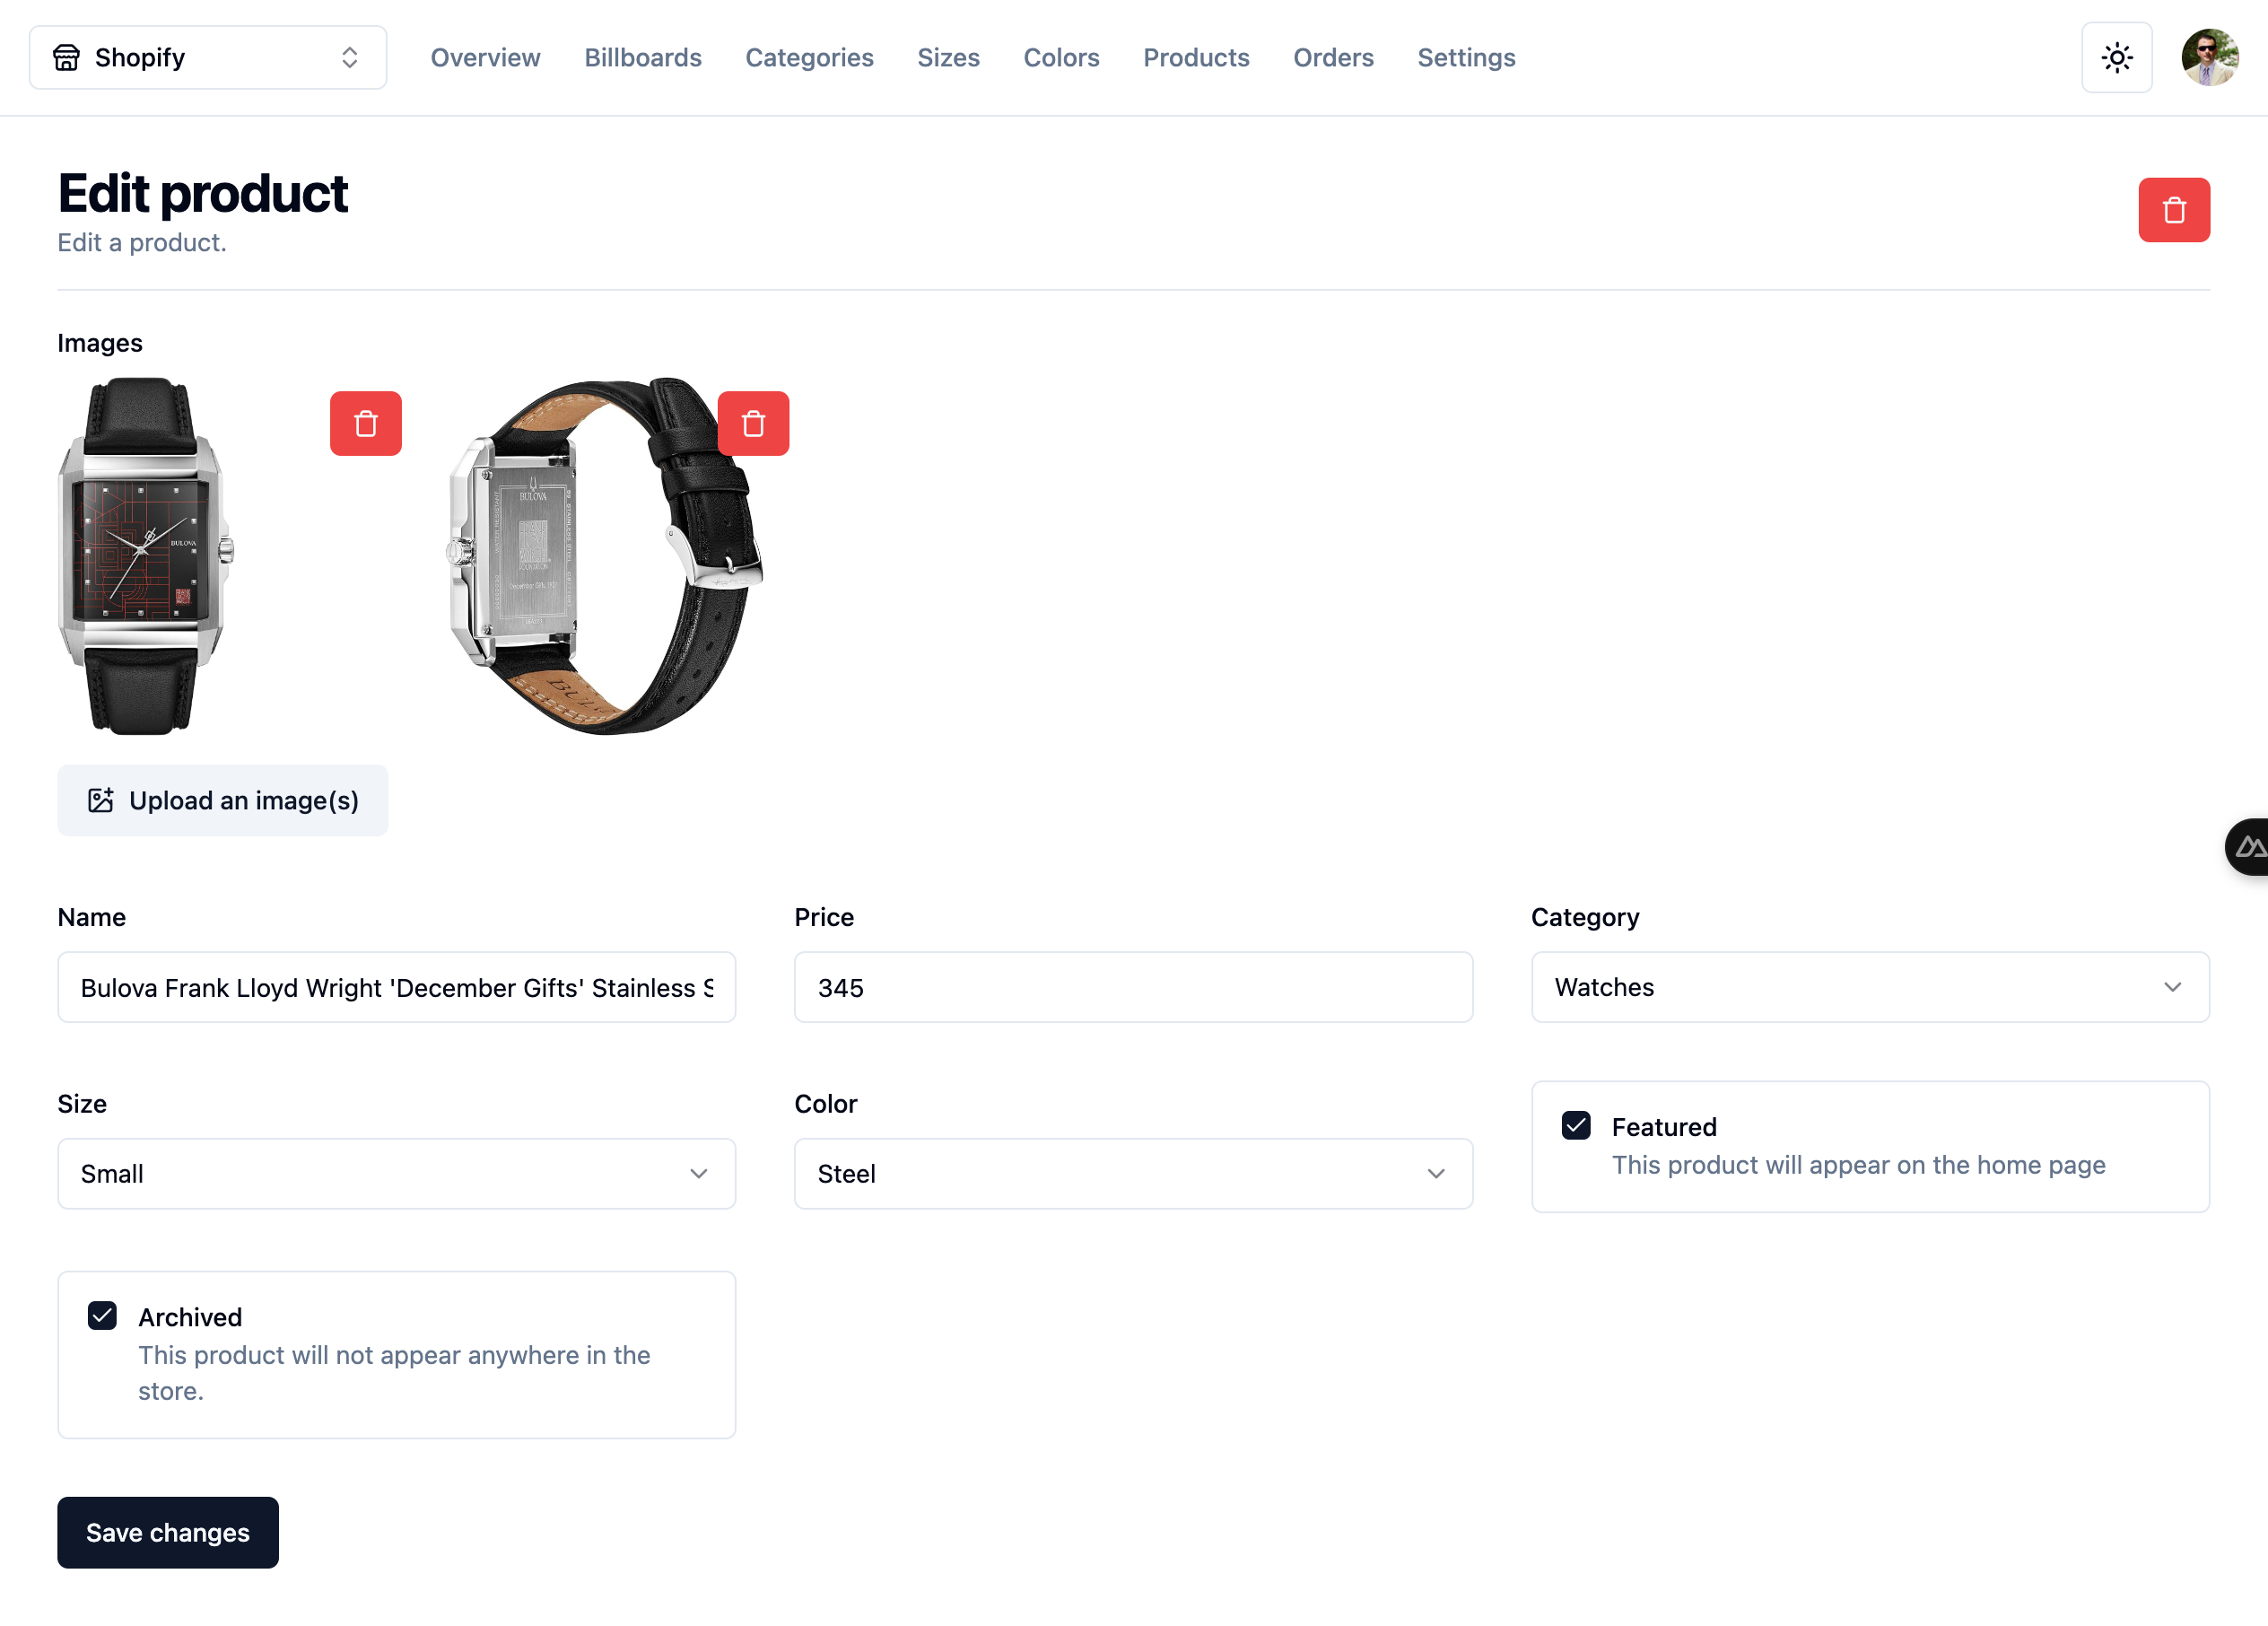 Shopify
Overview
Billboards
Categories
Sizes
Colors
Products
Orders
Settings
Edit product
Edit a product.
Images
BULOVA
BULOVA
Upload an image(s)
Name
Price
Category
Bulova Frank Lloyd Wright 'December Gifts' Stainless S
345
Watches
Size
Color
Small
Steel
Featured
This product will appear on the home page
Archived
This product will not appear anywhere in the
store.
Save changes